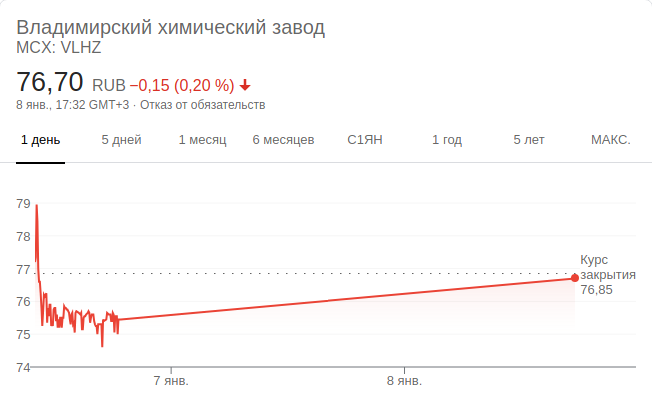 Владимирский химический завод
MCX: VLHZ
76,70 RUB −0,15 (0,20 %)
8 янв., 17:32 GMT+3 · Отказ от обязательств
1 день 5 дней 1 месяц 6 месяцев С1ЯН 1 год 5 лет МАКС.
79
78
77
76
75
74
Курс
закрытия
76,85
7 янв. 8 янв.